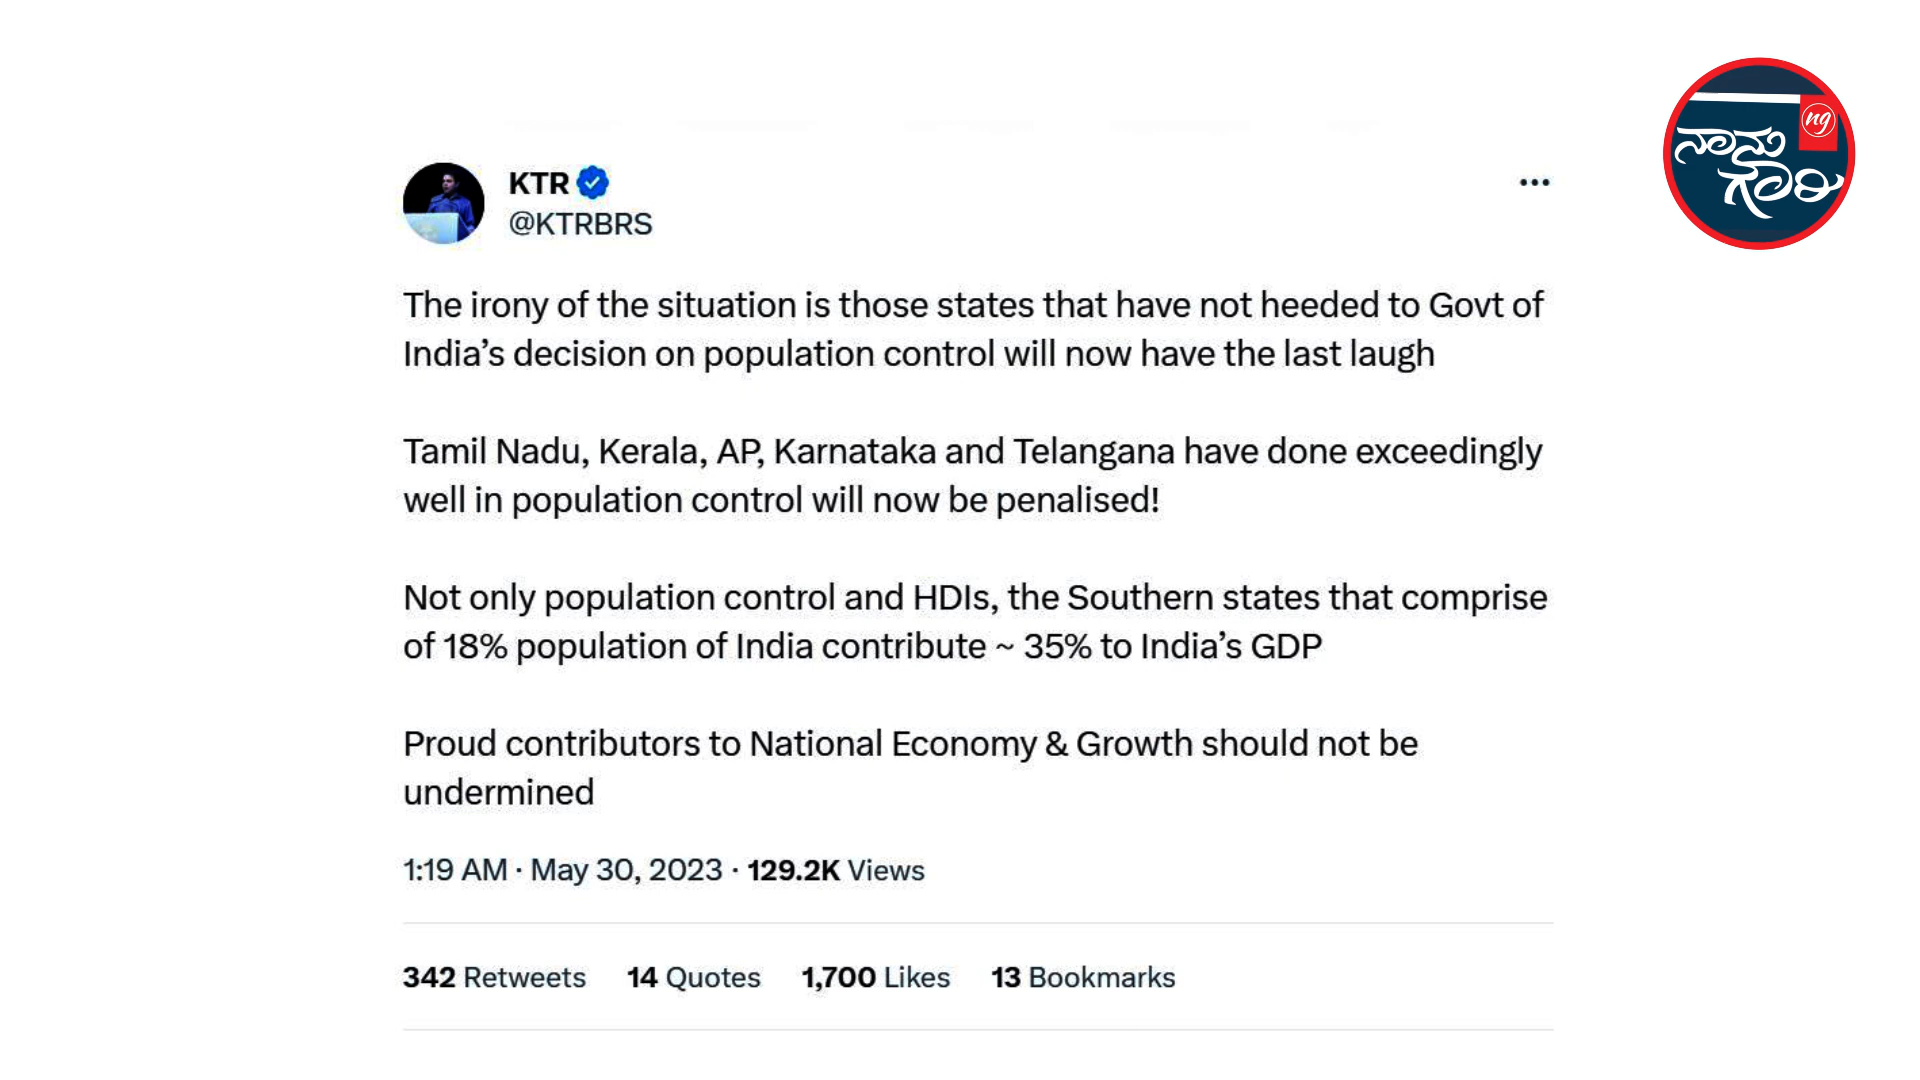 KTR
@KTRBRS
ನಾನು
ಗೌರಿ
ng
The irony of the situation is those states that have not heeded to Govt of
India’s decision on population control will now have the last laugh
Tamil Nadu, Kerala, AP, Karnataka and Telangana have done exceedingly
well in population control will now be penalised!
Not only population control and HDIs, the Southern states that comprise
of 18% population of India contribute ~ 35% to India’s GDP
Proud contributors to National Economy & Growth should not be
undermined
1:19 AM · May 30, 2023 · 129.2K Views
342 Retweets 14 Quotes 1,700 Likes 13 Bookmarks